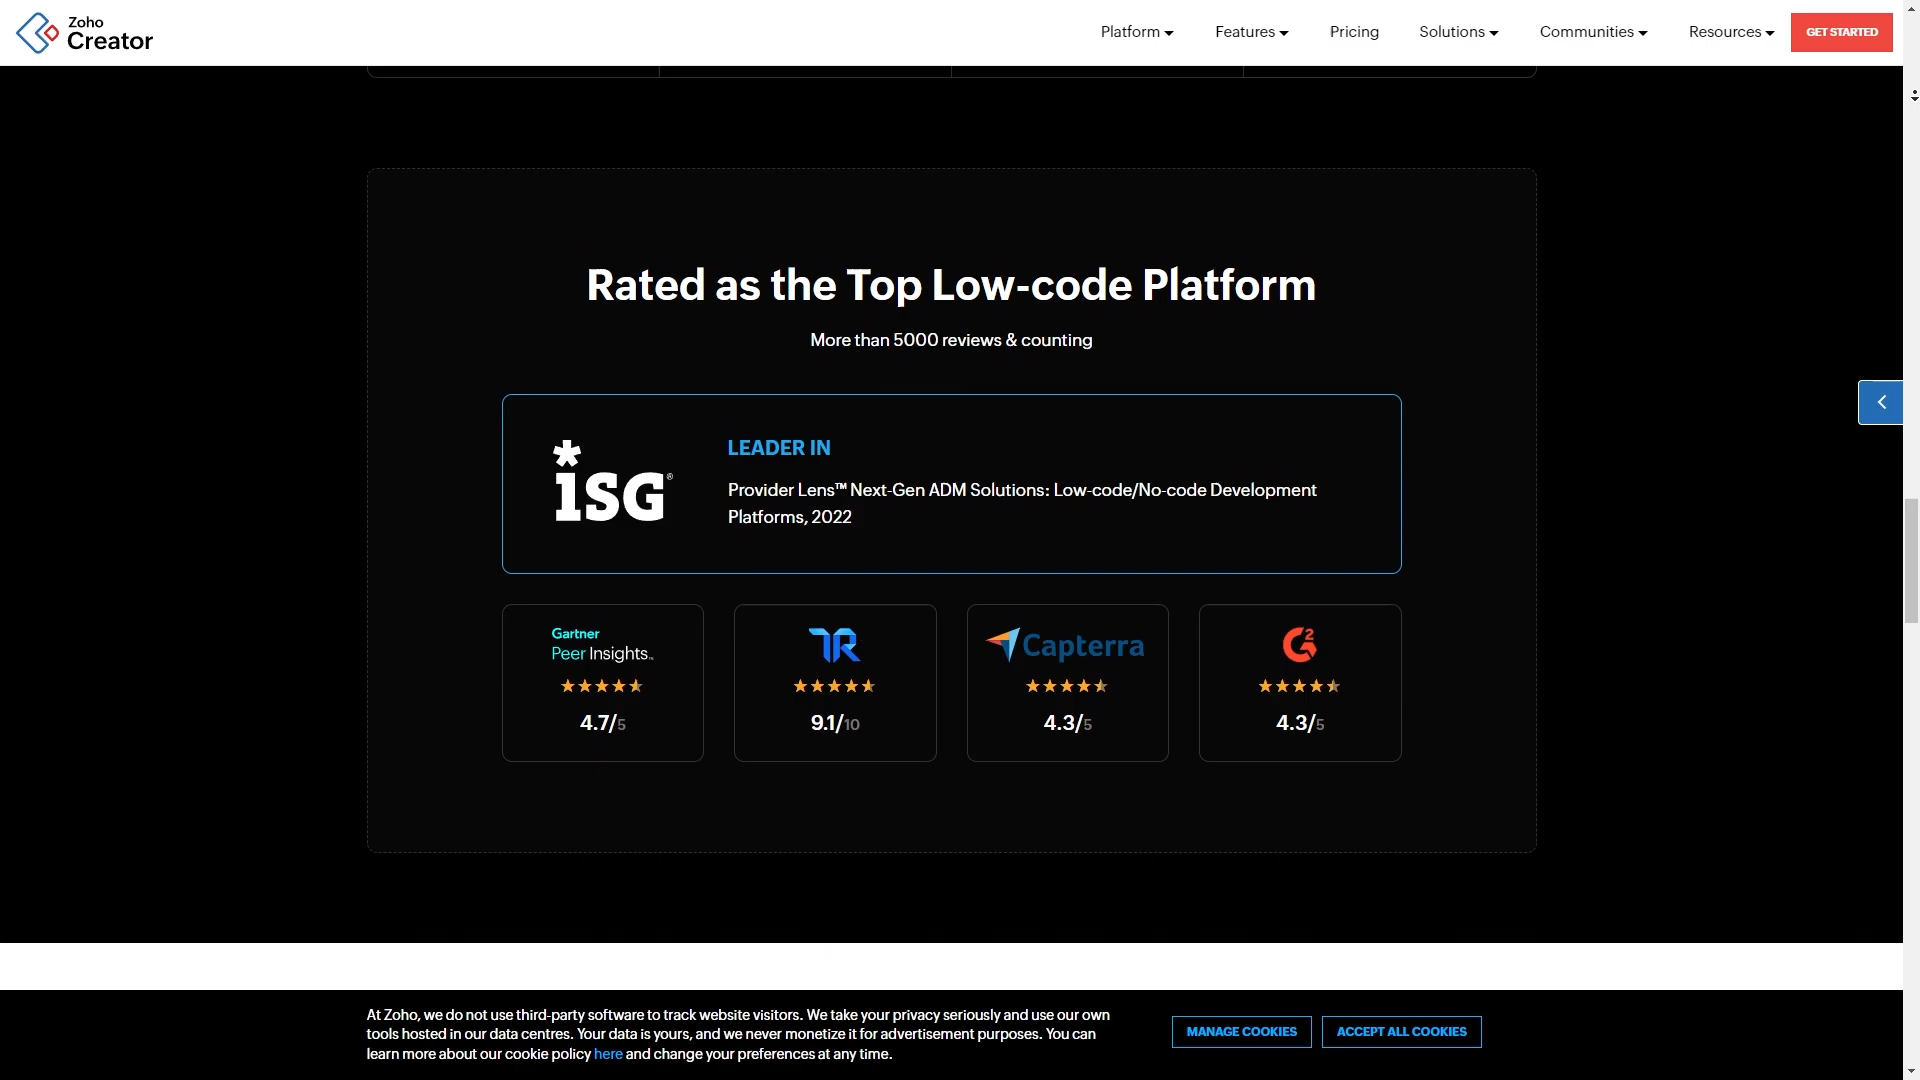 Zoho
Creator
Platform
Features
Pricing
Solutions
Communities
Resources
GET STARTED
Rated as the Top Low-code Platform
More than 5000 reviews & counting
iSG®
LEADER IN
Provider Lens™ Next-Gen ADM Solutions: Low-code/No-code Development
Platforms, 2022
Gartner
Peer Insights™
4.7/5
TR
9.1/10
Capterra
4.3/5
G2
4.3/5
At Zoho, we do not use third-party software to track website visitors. We take your privacy seriously and use our own
tools hosted in our data centres. Your data is yours, and we never monetize it for advertisement purposes. You can
learn more about our cookie policy here and change your preferences at any time.
MANAGE COOKIES
ACCEPT ALL COOKIES